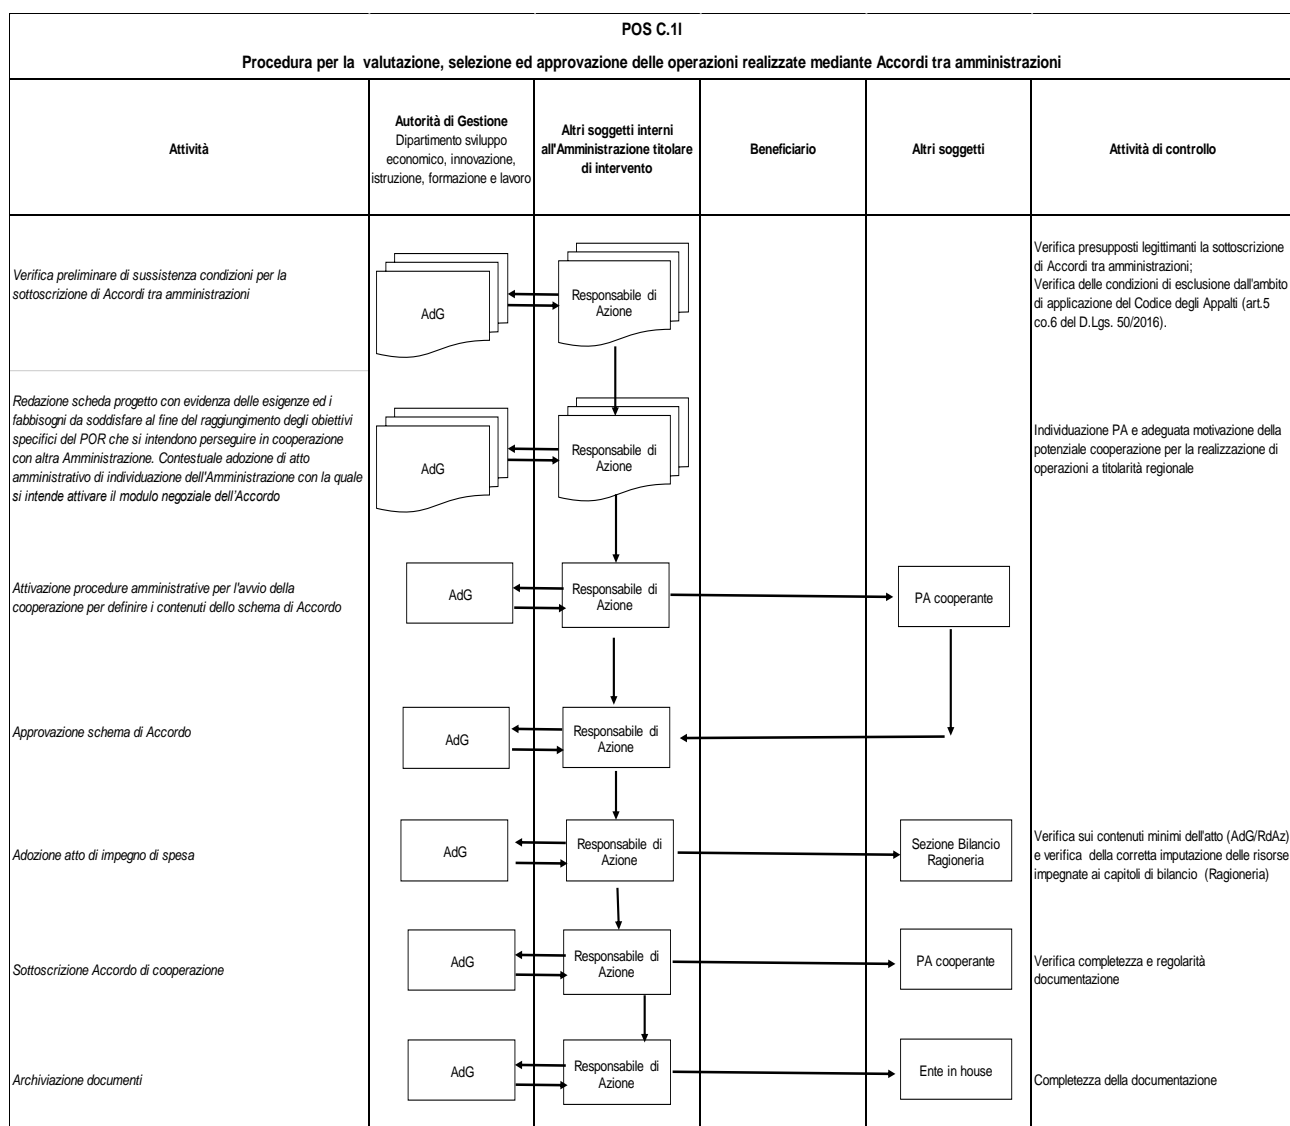 POS C.1l
Procedura per la valutazione, selezione ed approvazione delle operazioni realizzate mediante Accordi tra amministrazioni
Attività
Autorità di Gestione
Dipartimento sviluppo
economico, innovazione,
istruzione, formazione e lavoro
Altri soggetti interni
all'Amministrazione titolare
di intervento
Beneficiario
Altri soggetti
Attività di controllo
Verifica preliminare di sussistenza condizioni per la
sottoscrizione di Accordi tra amministrazioni
AdG
Responsabile di
Azione
Verifica presupposti legittimanti la sottoscrizione
di Accordi tra amministrazioni;
Verifica delle condizioni di esclusione dall'ambito
di applicazione del Codice degli Appalti (art.5
co.6 del D.Lgs. 50/2016).
Redazione scheda progetto con evidenza delle esigenze ed i
fabbisogni da soddisfare al fine del raggiungimento degli obiettivi
specifici del POR che si intendono perseguire in cooperazione
con altra Amministrazione. Contestuale adozione di atto
amministrativo di individuazione dell'Amministrazione con la quale
si intende attivare il modulo negoziale dell'Accordo
AdG
Responsabile di
Azione
Individuazione PA e adeguata motivazione della
potenziale cooperazione per la realizzazione di
operazioni a titolarità regionale
Attivazione procedure amministrative per l'avvio della
cooperazione per definire i contenuti dello schema di Accordo
AdG
Responsabile di
Azione
PA cooperante
Approvazione schema di Accordo
AdG
Responsabile di
Azione
Adozione atto di impegno di spesa
AdG
Responsabile di
Azione
Sezione Bilancio
Ragioneria
Verifica sui contenuti minimi dell'atto (AdG/RdAz)
e verifica della corretta imputazione delle risorse
impegnate ai capitoli di bilancio (Ragioneria)
Sottoscrizione Accordo di cooperazione
AdG
Responsabile di
Azione
PA cooperante
Verifica completezza e regolarità
documentazione
Archiviazione documenti
AdG
Responsabile di
Azione
Ente in house
Completezza della documentazione